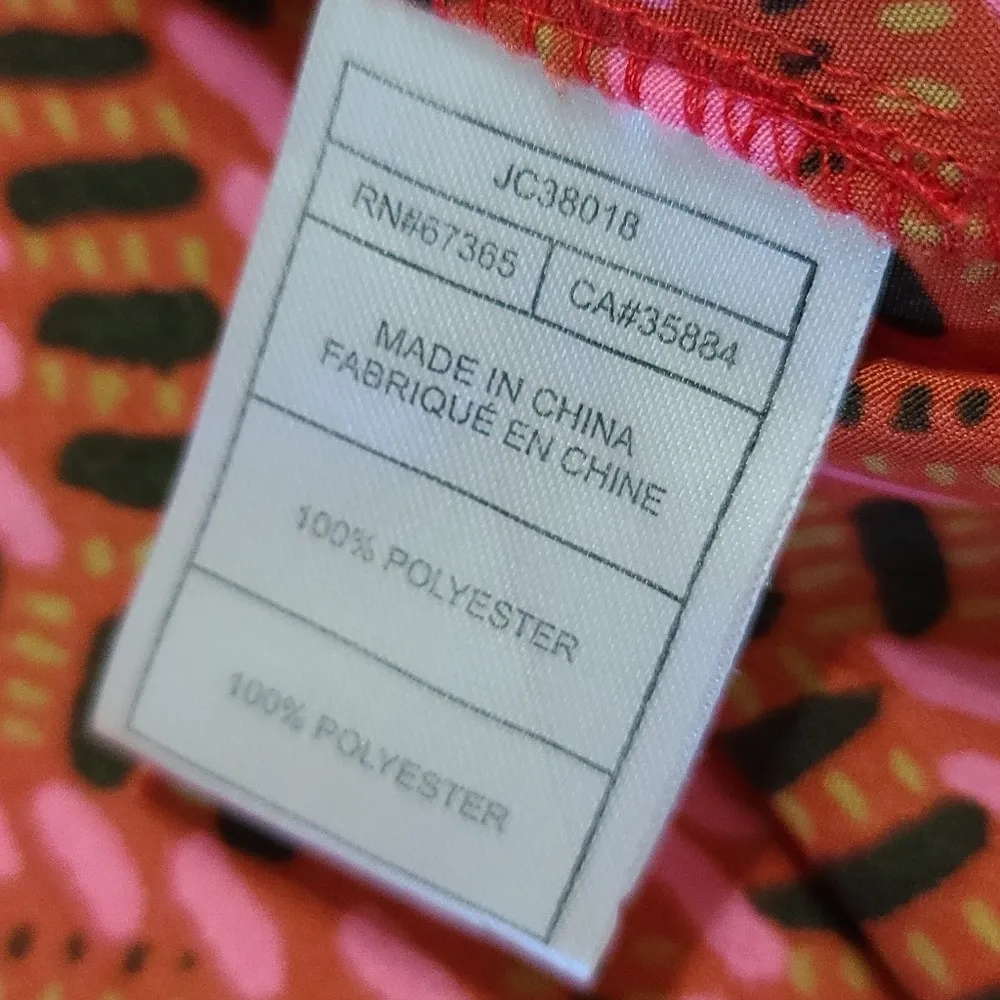 JC38018
RN#67365 CA#35884
MADE IN CHINA
FABRIQUÉ EN CHINE
100% POLYESTER
100% POLYESTER